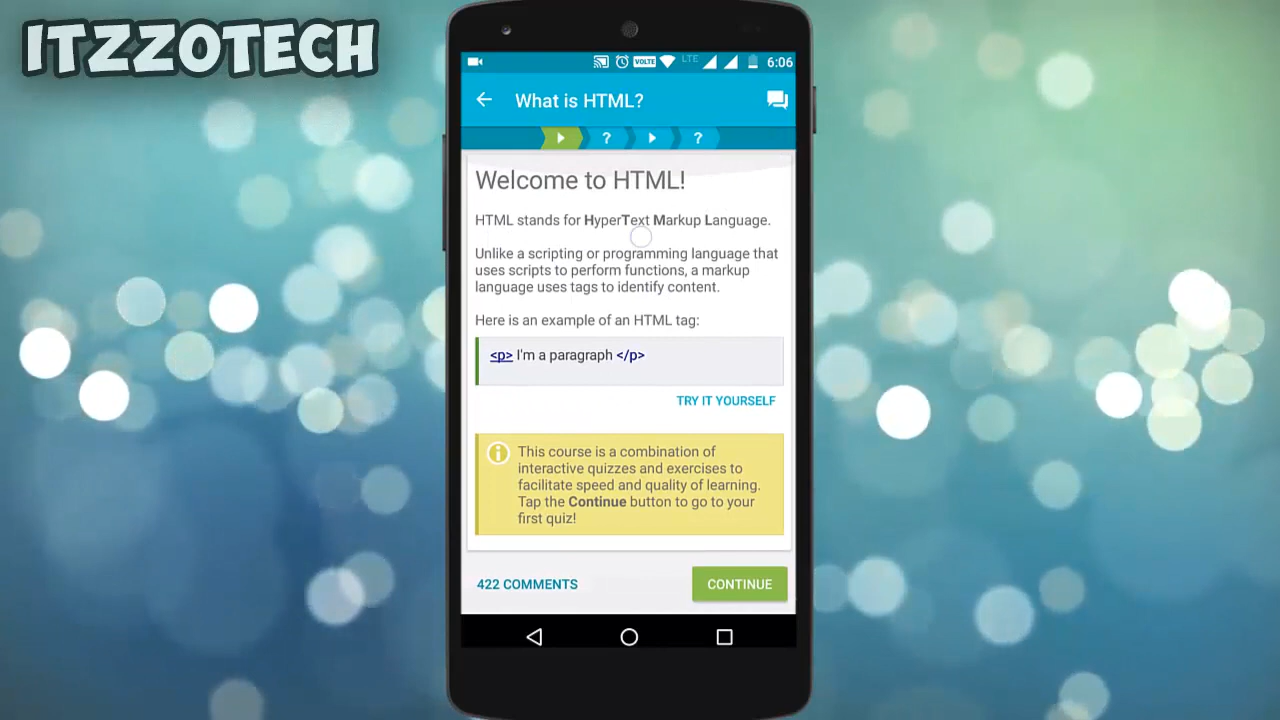 ITZZOTECH
VOLTE LTE 6:06
What is HTML?
? ?
Welcome to HTML!
HTML stands for HyperText Markup Language.
Unlike a scripting or programming language that
uses scripts to perform functions, a markup
language uses tags to identify content.
Here is an example of an HTML tag:
<p> I'm a paragraph </p>
TRY IT YOURSELF
This course is a combination of
interactive quizzes and exercises to
facilitate speed and quality of learning.
Tap the Continue button to go to your
first quiz!
422 COMMENTS
CONTINUE